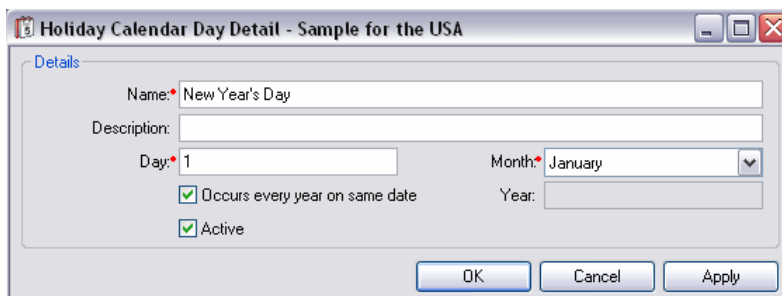 Holiday Calendar Day Detail - Sample for the USA
Details
Name:* New Year's Day
Description:
Day:* 1 Month:* January
Occurs every year on same date Year:
Active
OK Cancel Apply